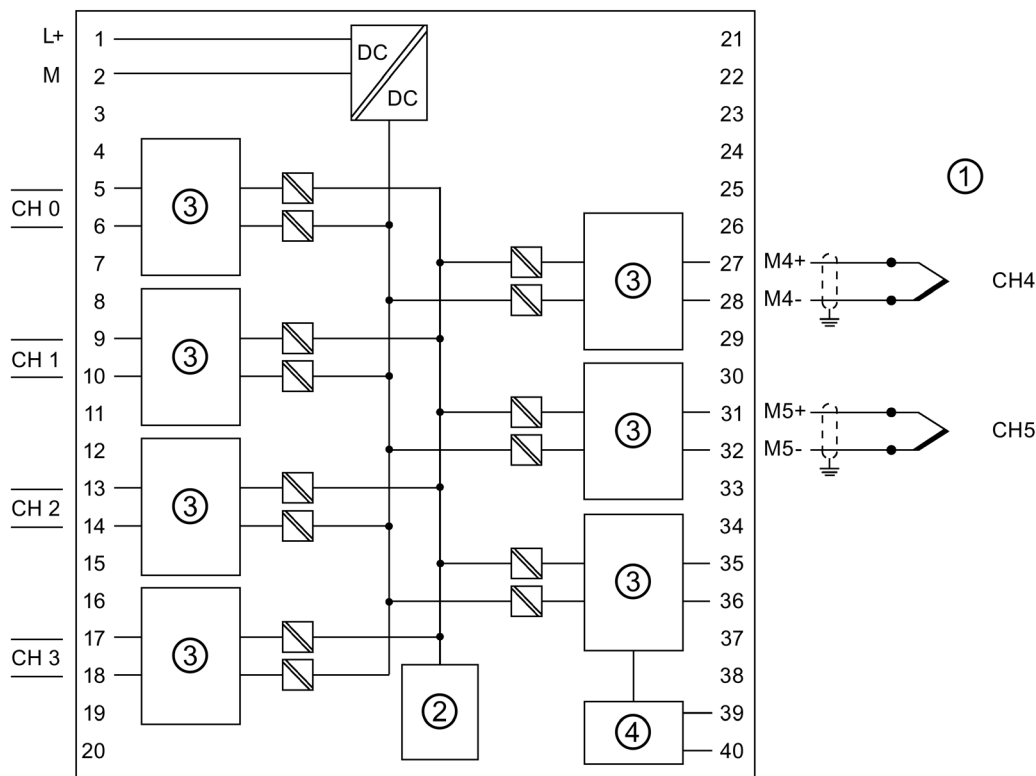 L+ 1 DC 21
M 2 DC 22
3 23
4 24
CH 0 5 ③ 25 ①
6 26
7 ③ 27 M4+ CH4
8 28 M4-
CH 1 9 ③ 29
10 30
11 ③ 31 M5+ CH5
12 32 M5-
CH 2 13 ③ 33
14 34
15 ③ 35
16 36
CH 3 17 ③ 37
18 38
19 ② ④ 39
20 40